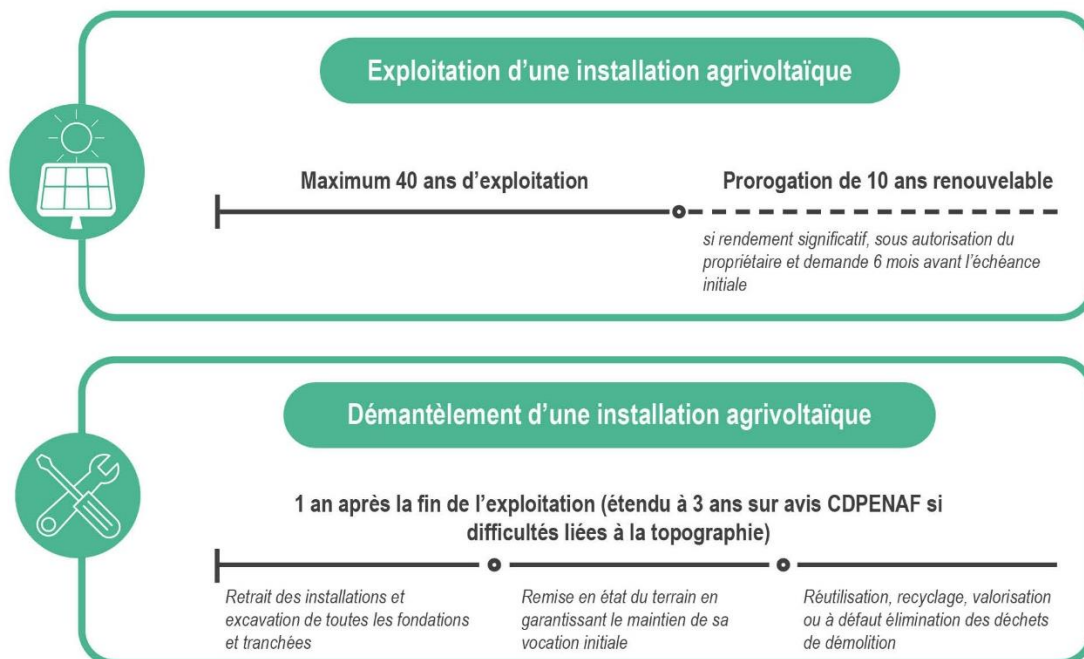 Exploitation d’une installation agrivoltaïque
Maximum 40 ans d’exploitation
Prorogation de 10 ans renouvelable
si rendement significatif, sous autorisation du
propriétaire et demande 6 mois avant l’échéance
initiale
Démantèlement d’une installation agrivoltaïque
1 an après la fin de l’exploitation (étendu à 3 ans sur avis CDPENAF si
difficultés liées à la topographie)
Retrait des installations et
excavation de toutes les fondations
et tranchées
Remise en état du terrain en
garantissant le maintien de sa
vocation initiale
Réutilisation, recyclage, valorisation
ou à défaut élimination des déchets
de démolition